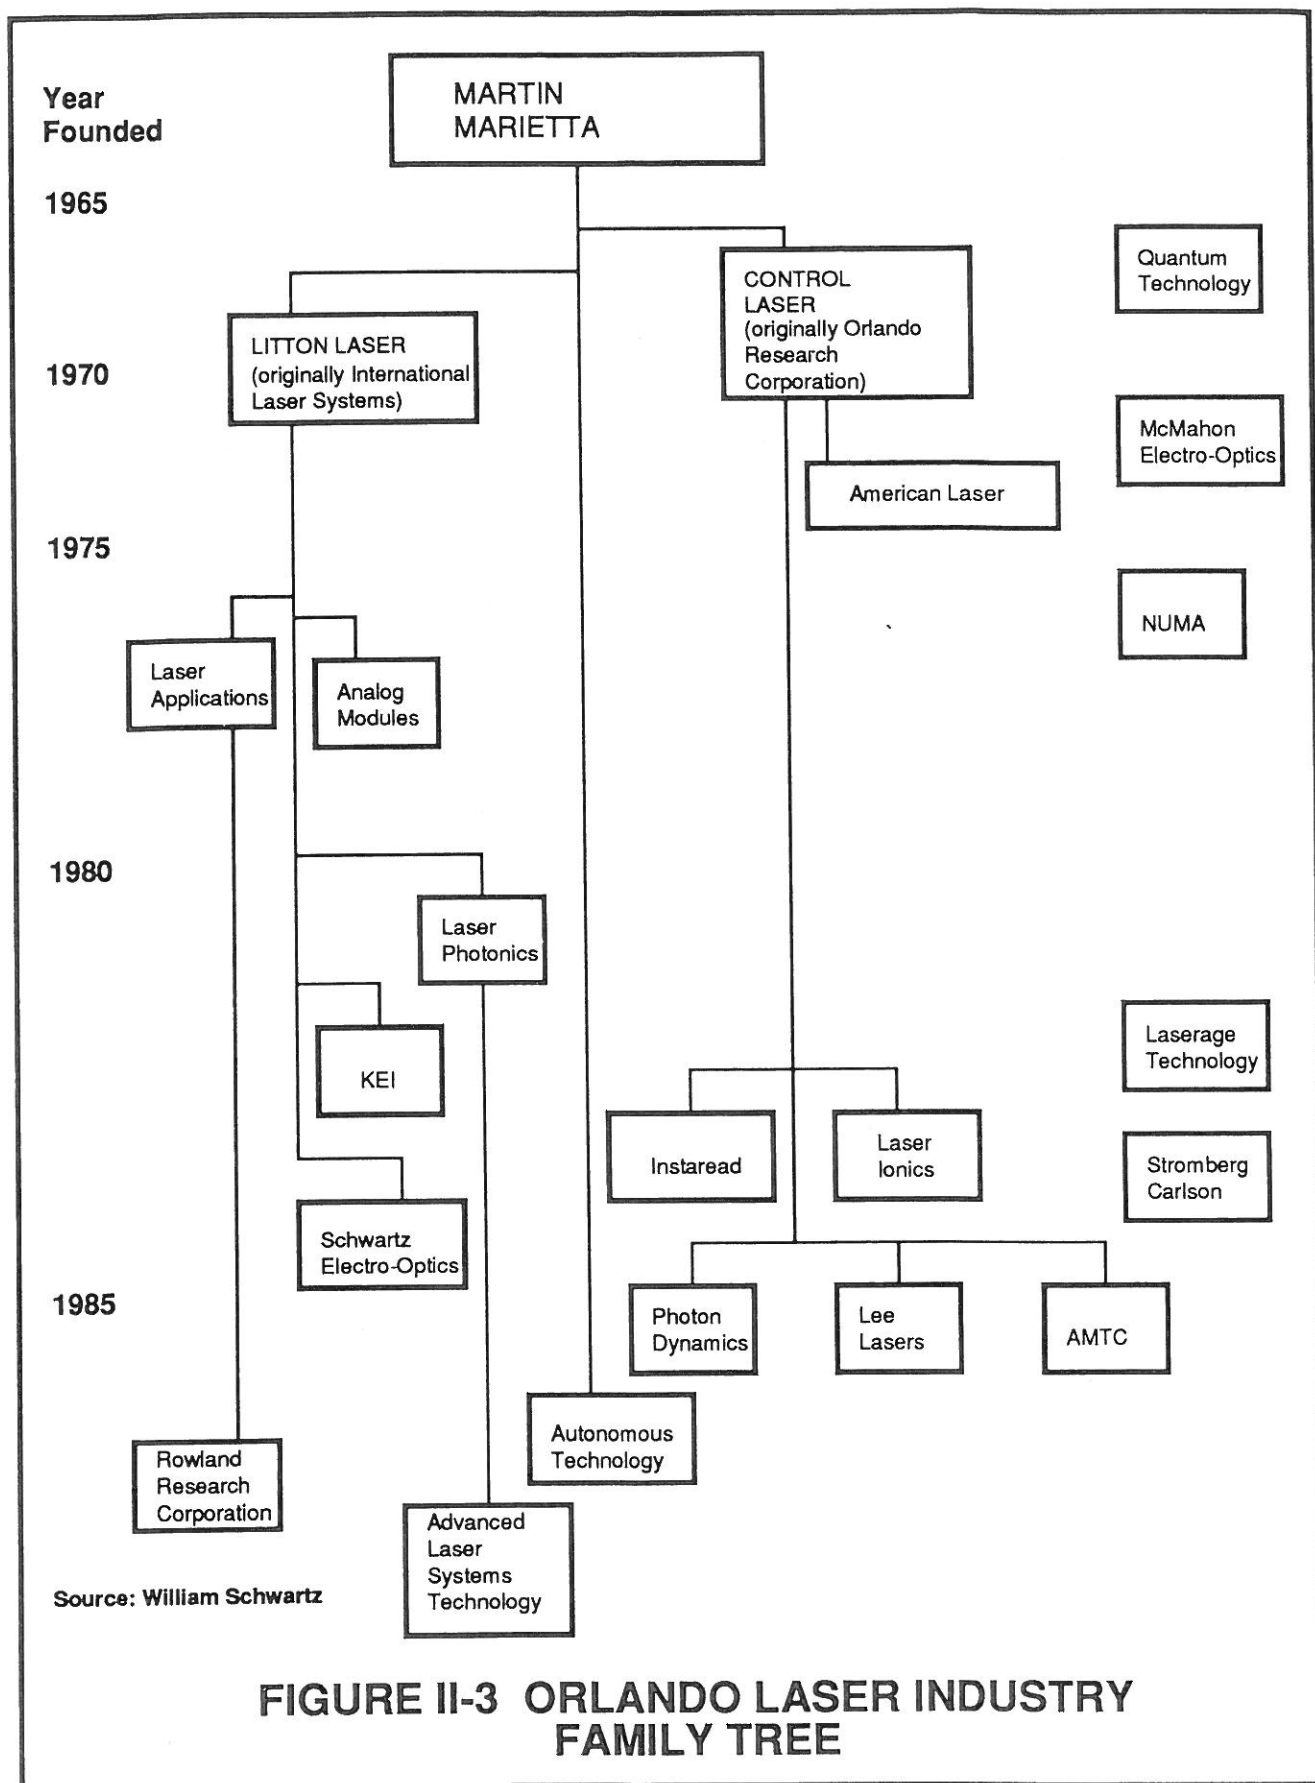 Year
Founded
MARTIN
MARIETTA
1965
Quantum
Technology
CONTROL
LASER
(originally Orlando
Research
Corporation)
LITTON LASER
(originally International
Laser Systems)
1970
McMahon
Electro-Optics
American Laser
1975
NUMA
Laser
Applications
Analog
Modules
1980
Laser
Photonics
Laserage
Technology
KEI
Instaread
Laser
Ionics
Stromberg
Carlson
Schwartz
Electro-Optics
1985
Photon
Dynamics
Lee
Lasers
AMTC
Autonomous
Technology
Rowland
Research
Corporation
Advanced
Laser
Systems
Technology
Source: William Schwartz
FIGURE II-3 ORLANDO LASER INDUSTRY
FAMILY TREE